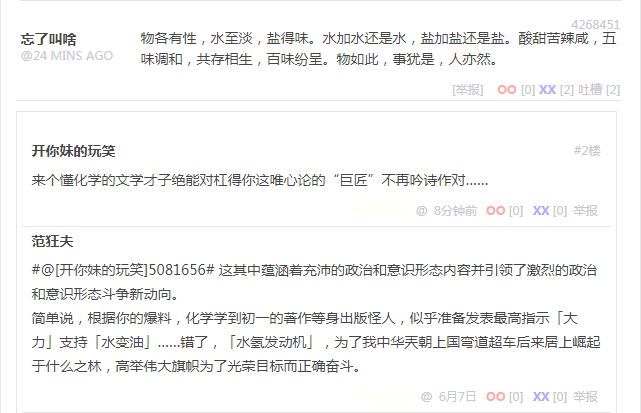 4268451
忘了叫啥
@24 MINS AGO
物各有性，水至淡，盐得味。水加水还是水，盐加盐还是盐。酸甜苦辣咸，五
味调和，共存相生，百味纷呈。物如此，事犹是，人亦然。
[举报] OO [0] XX [2] 吐槽 [2]
开你妹的玩笑
#2楼
来个懂化学的文学才子绝能对杠得你这唯心论的“巨匠”不再吟诗作对……
@ 8分钟前 OO [0] XX [0] 举报
范狂夫
#@[开你妹的玩笑]5081656# 这其中蕴涵着充沛的政治和意识形态内容并引领了激烈的政治
和意识形态斗争新动向。
简单说，根据你的爆料，化学学到初一的著作等身出版怪人，似乎准备发表最高指示「大
力」支持「水变油」……错了，「水氢发动机」，为了我中华天朝上国弯道超车后来居上崛起
于什么之林，高举伟大旗帜为了光荣目标而正确奋斗。
@ 6月7日 OO [0] XX [0] 举报